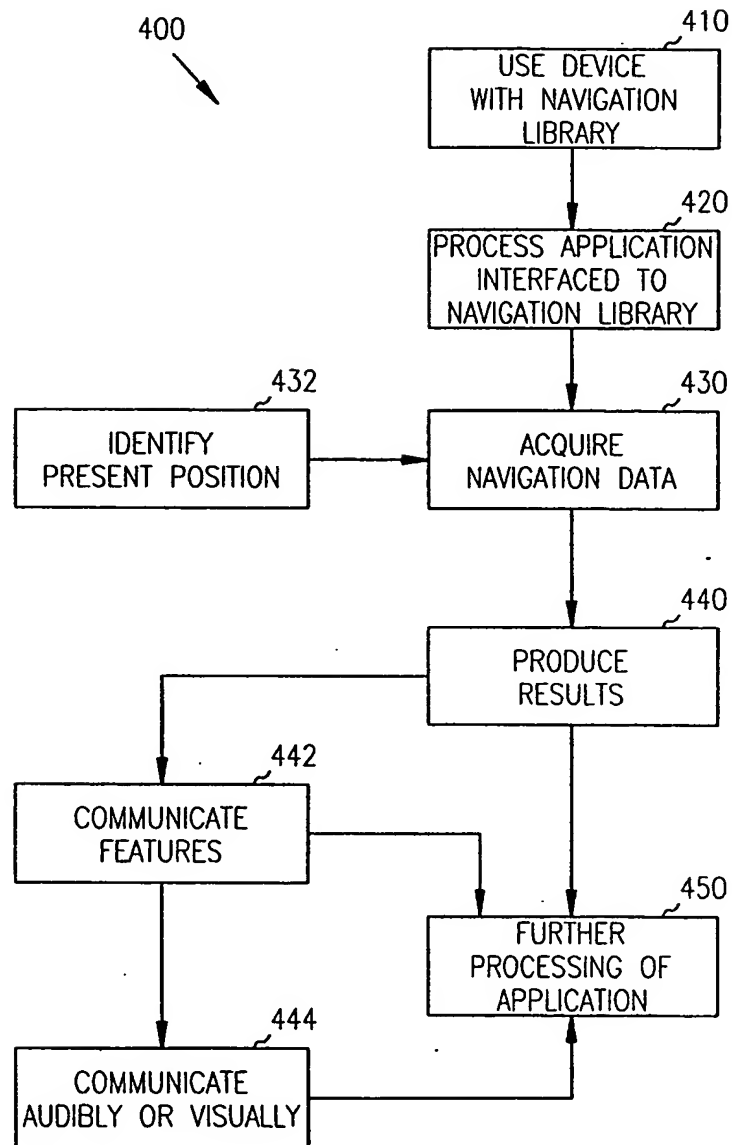 400
410
USE DEVICE
WITH NAVIGATION
LIBRARY
420
PROCESS APPLICATION
INTERFACED TO
NAVIGATION LIBRARY
432
IDENTIFY
PRESENT POSITION
430
ACQUIRE
NAVIGATION DATA
440
PRODUCE
RESULTS
442
COMMUNICATE
FEATURES
450
FURTHER
PROCESSING OF
APPLICATION
444
COMMUNICATE
AUDIBLY OR VISUALLY